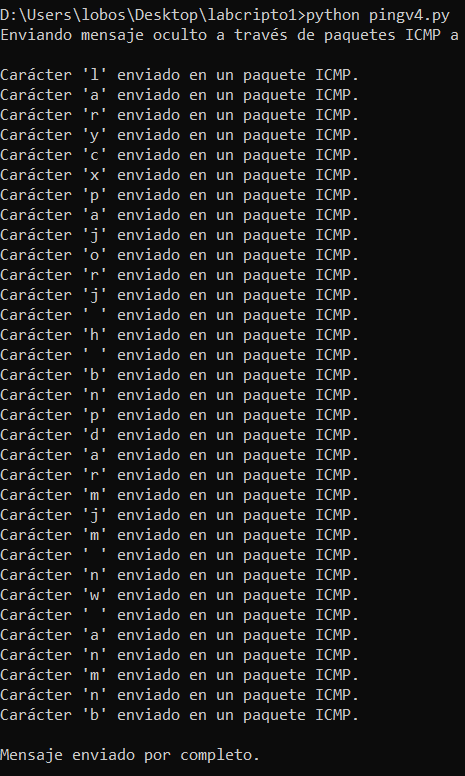 D:\Users\lobos\Desktop\labcripto1>python pingv4.py
Enviando mensaje oculto a través de paquetes ICMP a
Carácter 'l' enviado en un paquete ICMP.
Carácter 'a' enviado en un paquete ICMP.
Carácter 'r' enviado en un paquete ICMP.
Carácter 'y' enviado en un paquete ICMP.
Carácter 'c' enviado en un paquete ICMP.
Carácter 'x' enviado en un paquete ICMP.
Carácter 'p' enviado en un paquete ICMP.
Carácter 'a' enviado en un paquete ICMP.
Carácter 'j' enviado en un paquete ICMP.
Carácter 'o' enviado en un paquete ICMP.
Carácter 'r' enviado en un paquete ICMP.
Carácter 'j' enviado en un paquete ICMP.
Carácter ' ' enviado en un paquete ICMP.
Carácter 'h' enviado en un paquete ICMP.
Carácter ' ' enviado en un paquete ICMP.
Carácter 'b' enviado en un paquete ICMP.
Carácter 'n' enviado en un paquete ICMP.
Carácter 'p' enviado en un paquete ICMP.
Carácter 'd' enviado en un paquete ICMP.
Carácter 'a' enviado en un paquete ICMP.
Carácter 'r' enviado en un paquete ICMP.
Carácter 'm' enviado en un paquete ICMP.
Carácter 'j' enviado en un paquete ICMP.
Carácter 'm' enviado en un paquete ICMP.
Carácter ' ' enviado en un paquete ICMP.
Carácter 'n' enviado en un paquete ICMP.
Carácter 'w' enviado en un paquete ICMP.
Carácter ' ' enviado en un paquete ICMP.
Carácter 'a' enviado en un paquete ICMP.
Carácter 'n' enviado en un paquete ICMP.
Carácter 'm' enviado en un paquete ICMP.
Carácter 'n' enviado en un paquete ICMP.
Carácter 'b' enviado en un paquete ICMP.
Mensaje enviado por completo.